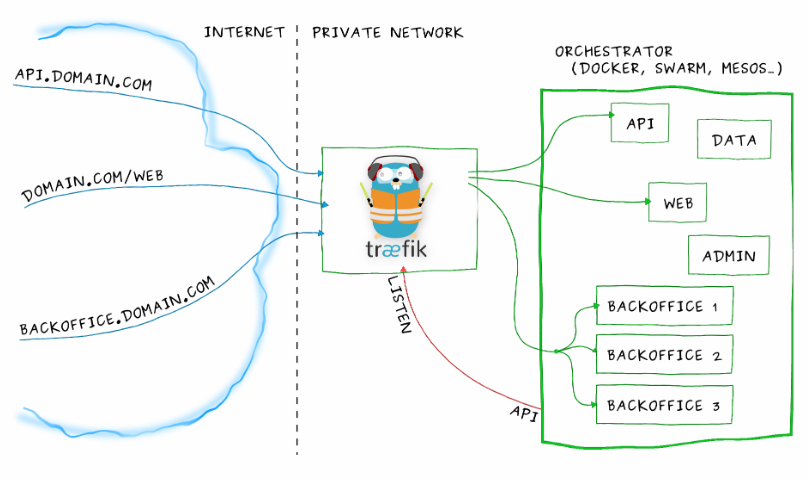 INTERNET
PRIVATE NETWORK
ORCHESTRATOR
(DOCKER, SWARM, MESOS...)
API.DOMAIN.COM
DOMAIN.COM/WEB
BACKOFFICE.DOMAIN.COM
træfik
LISTEN
API
API
DATA
WEB
ADMIN
BACKOFFICE 1
BACKOFFICE 2
BACKOFFICE 3